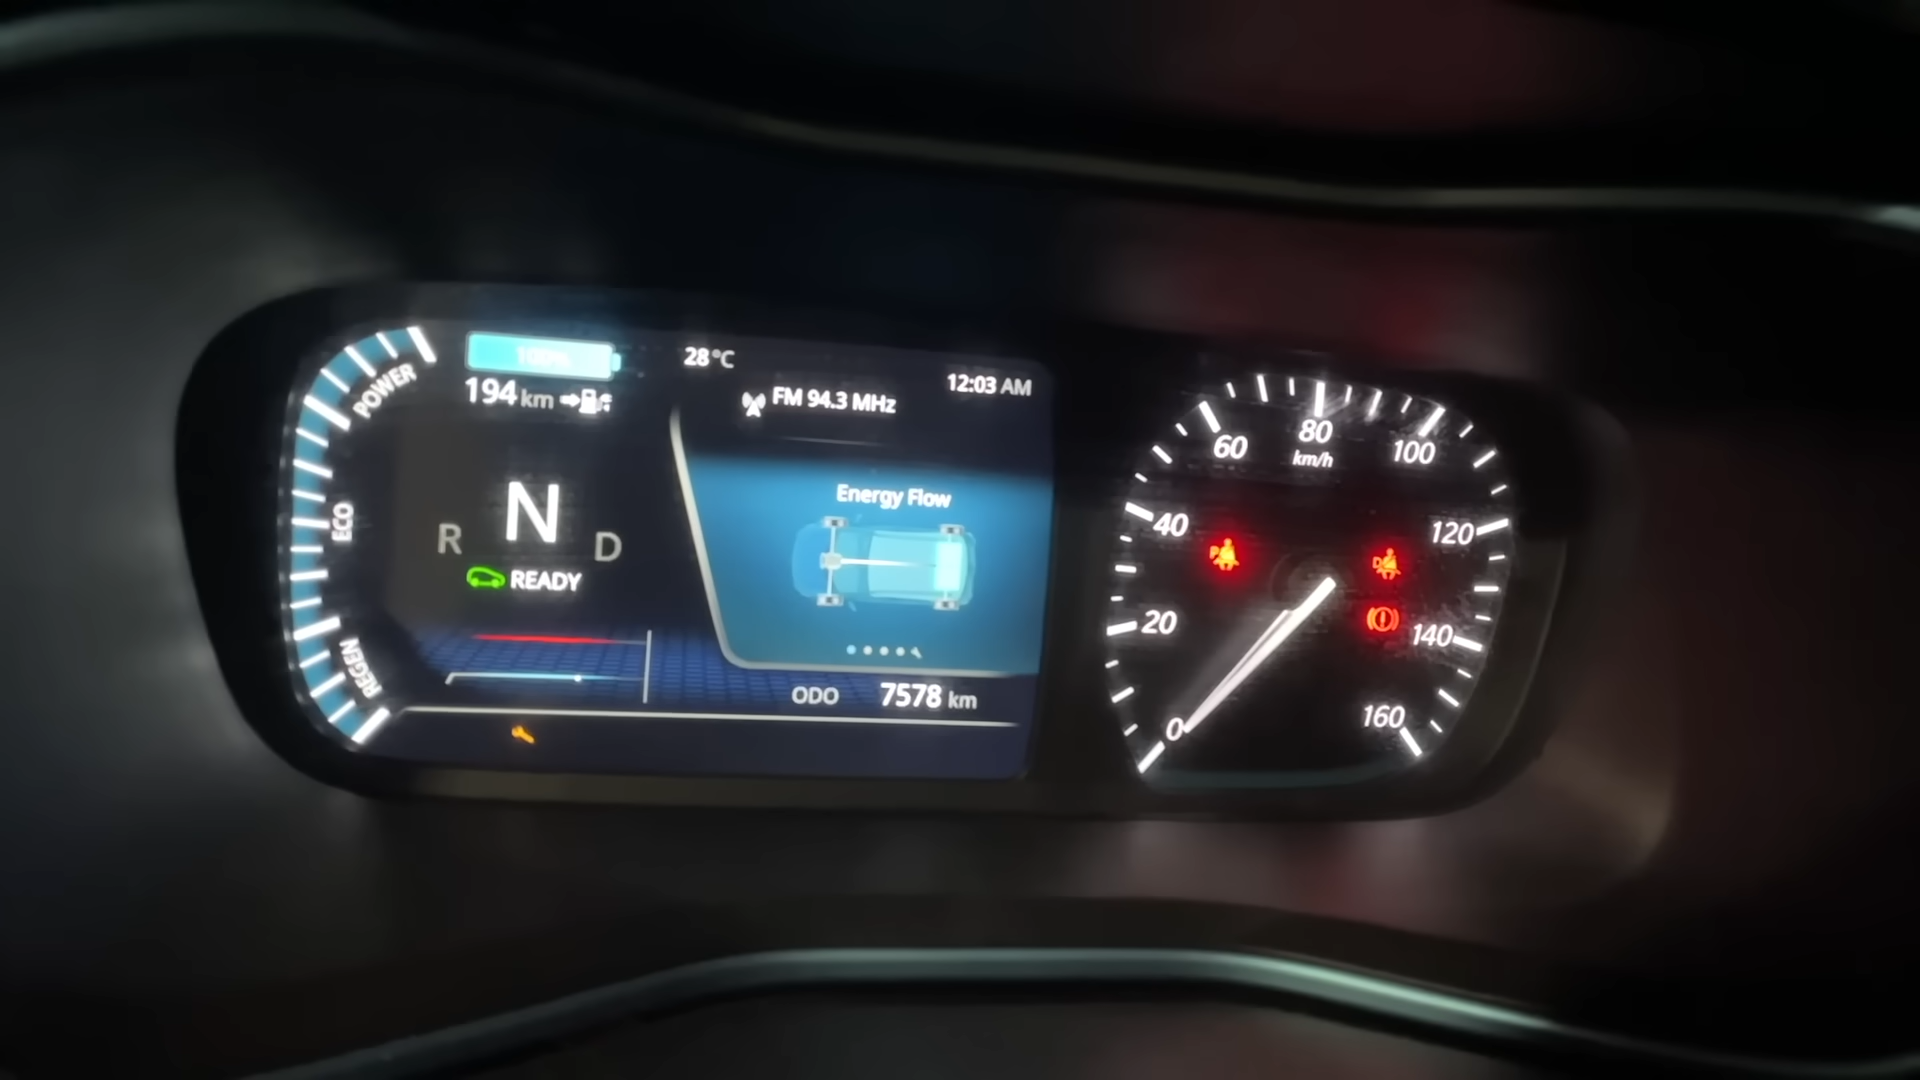 100%
194 km
28°C
12:03 AM
FM 94.3 MHz
POWER
ECO
REGEN
R N D
READY
Energy Flow
ODO 7578 km
0
20
40
60
80
km/h
100
120
140
160
P
D